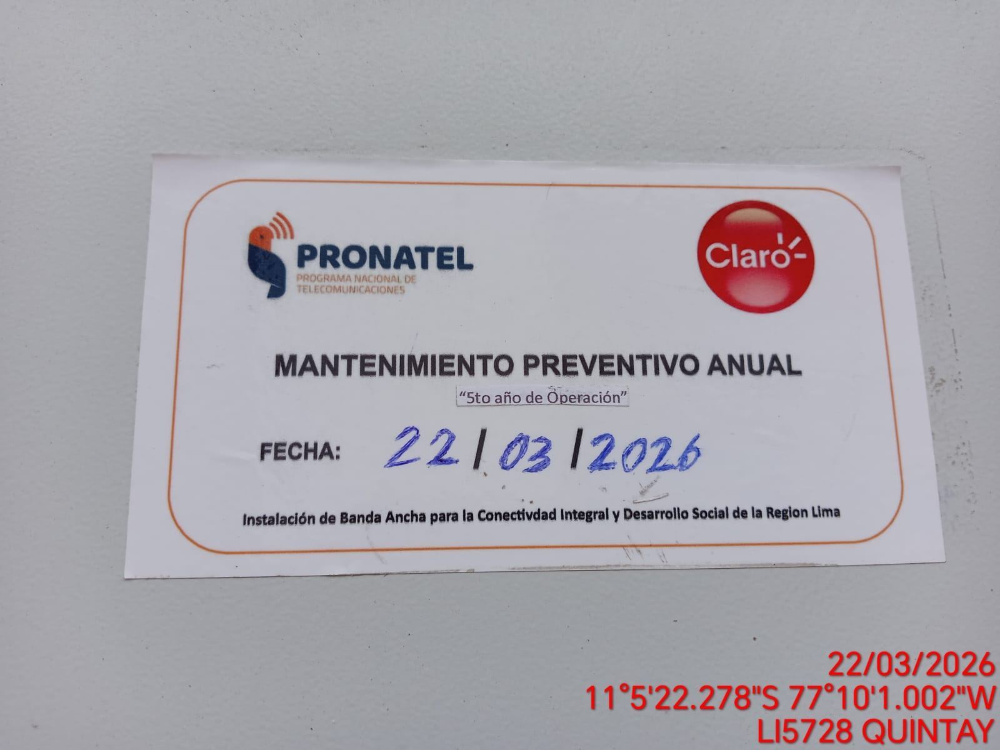 PRONATEL
PROGRAMA NACIONAL DE
TELECOMUNICACIONES
Claro
MANTENIMIENTO PREVENTIVO ANUAL
“5to año de Operación”
FECHA: 22/03/2026
Instalación de Banda Ancha para la Conectivdad Integral y Desarrollo Social de la Region Lima
22/03/2026
11°5'22.278"S 77°10'1.002"W
LI5728 QUINTAY